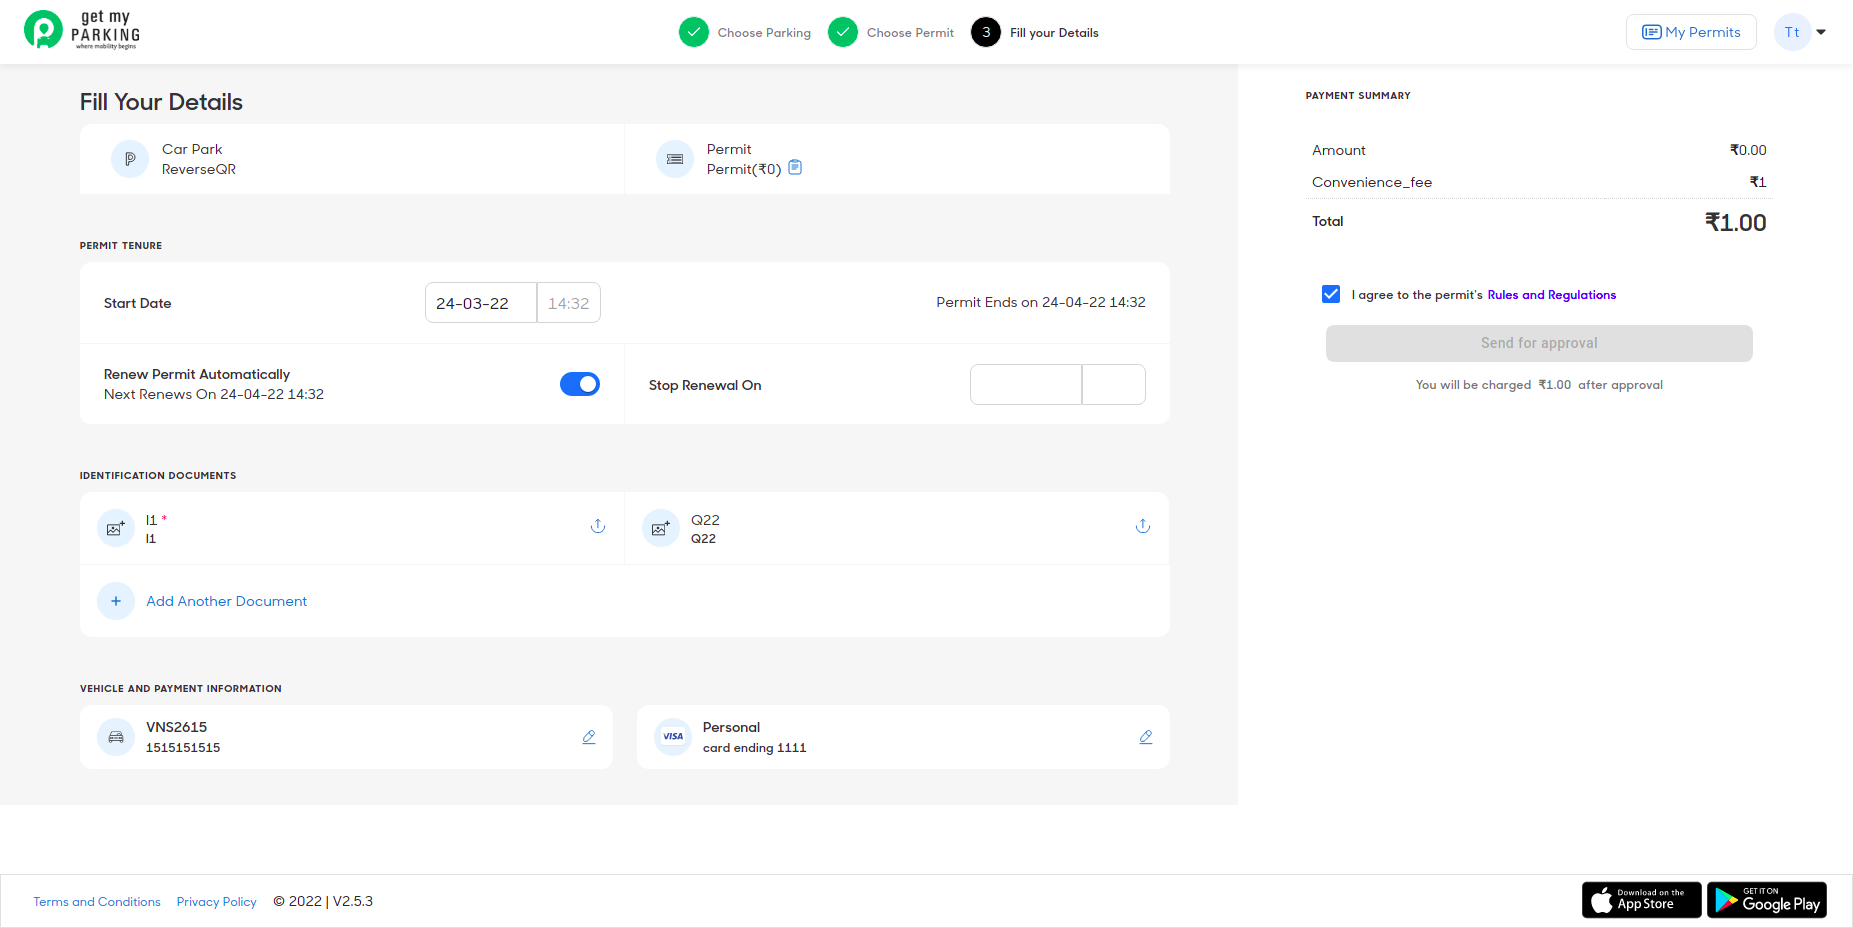 get my
PARKING
where mobility begins
Choose Parking
Choose Permit
3
Fill your Details
My Permits
Tt
Fill Your Details
Car Park
ReverseQR
Permit
Permit(₹0)
PERMIT TENURE
Start Date
24-03-22
14:32
Permit Ends on 24-04-22 14:32
Renew Permit Automatically
Next Renews On 24-04-22 14:32
Stop Renewal On
IDENTIFICATION DOCUMENTS
I1 *
I1
Q22
Q22
+
Add Another Document
VEHICLE AND PAYMENT INFORMATION
VNS2615
1515151515
VISA
Personal
card ending 1111
PAYMENT SUMMARY
Amount ₹0.00
Convenience_fee ₹1
Total ₹1.00
I agree to the permit's Rules and Regulations
Send for approval
You will be charged ₹1.00 after approval
Terms and Conditions
Privacy Policy
© 2022 | V2.5.3
Download on the
App Store
GET IT ON
Google Play